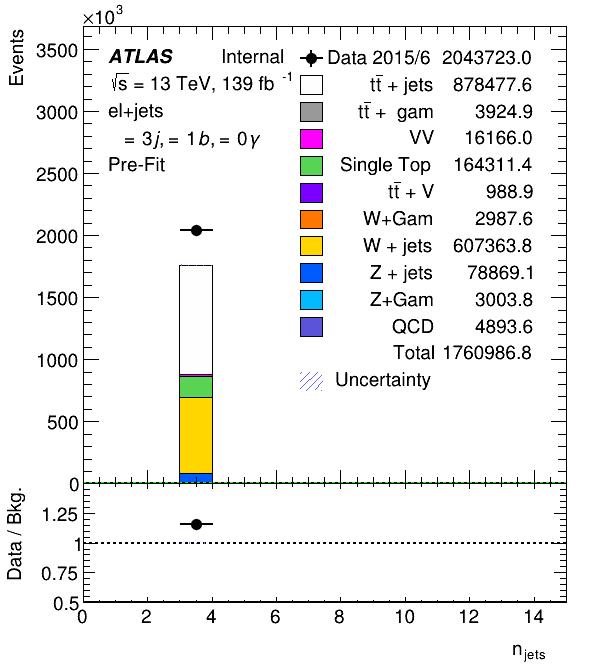 ×10³
Events
3500
3000
2500
2000
1500
1000
500
0
ATLAS Internal
√s = 13 TeV, 139 fb⁻¹
el+jets
= 3j, = 1b, = 0γ
Pre-Fit
Data 2015/6 2043723.0
tt̄ + jets 878477.6
tt̄ + gam 3924.9
VV 16166.0
Single Top 164311.4
tt̄ + V 988.9
W+Gam 2987.6
W + jets 607363.8
Z + jets 78869.1
Z+Gam 3003.8
QCD 4893.6
Total 1760986.8
Uncertainty
Data / Bkg.
1.25
1
0.75
0.5
0 2 4 6 8 10 12 14
n_jets